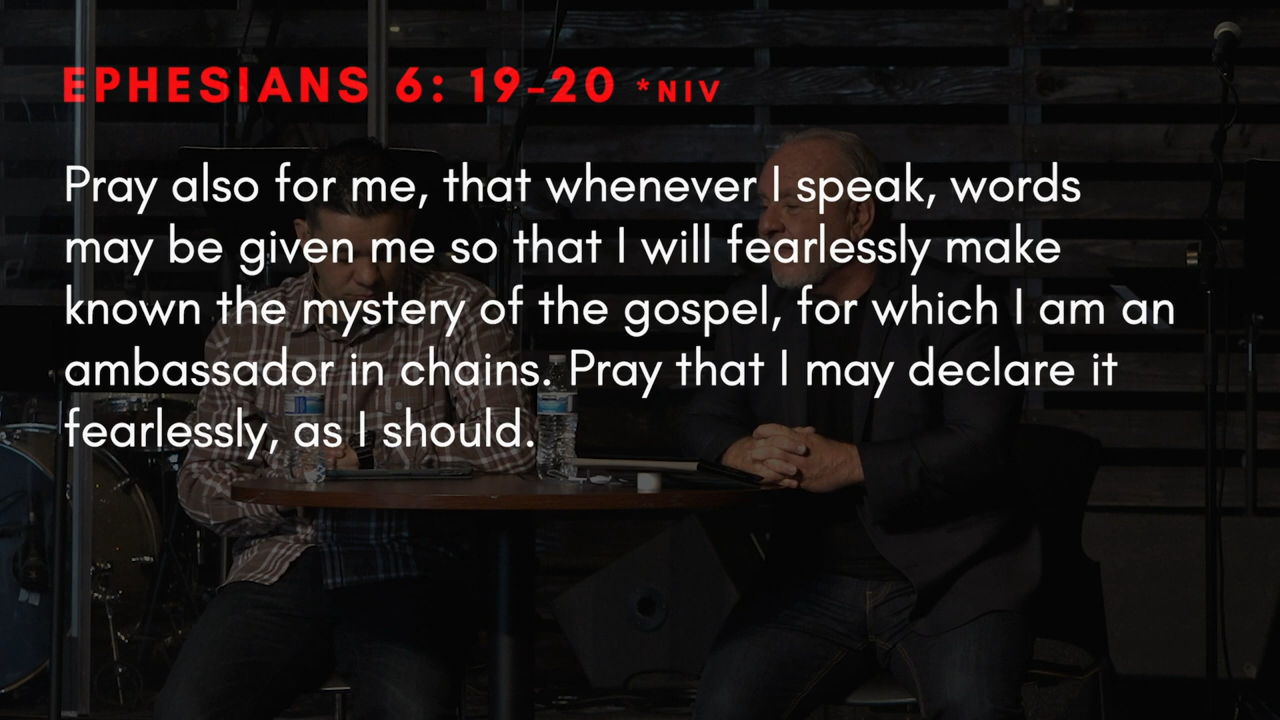 EPHESIANS 6: 19-20 *NIV
Pray also for me, that whenever I speak, words
may be given me so that I will fearlessly make
known the mystery of the gospel, for which I am an
ambassador in chains. Pray that I may declare it
fearlessly, as I should.